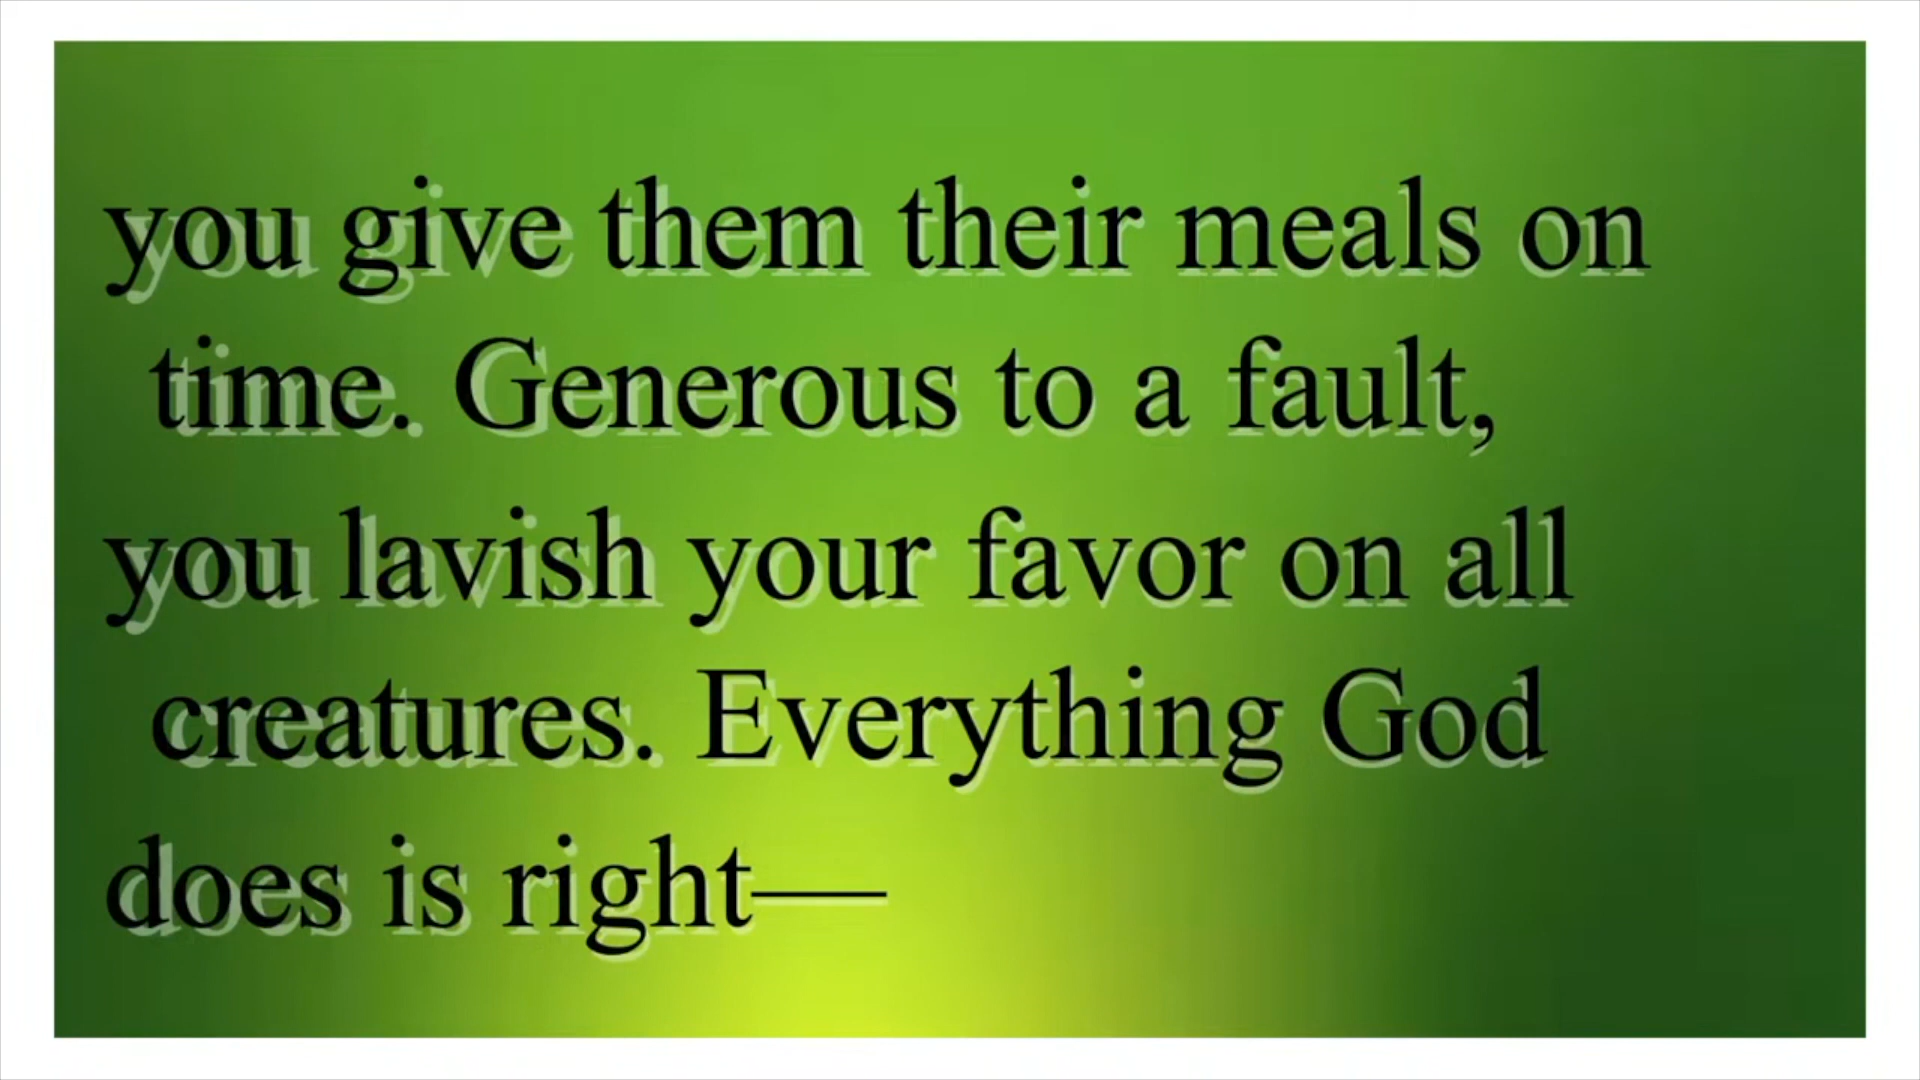 you give them their meals on
time. Generous to a fault,
you lavish your favor on all
creatures. Everything God
does is right—